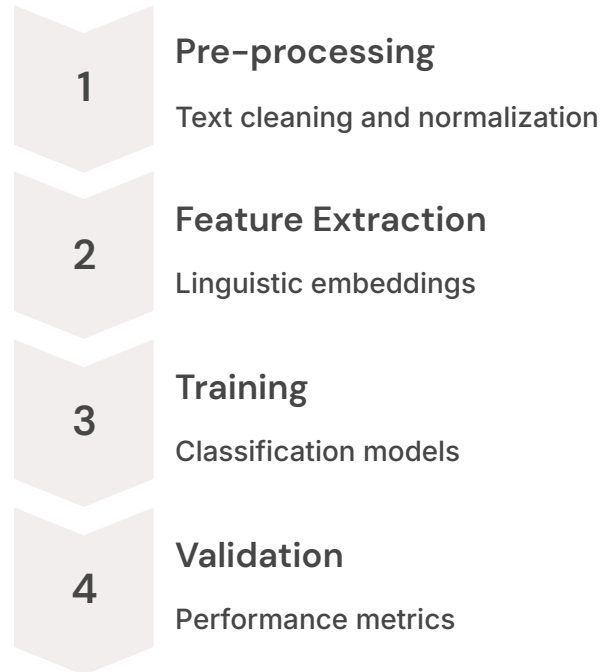 1
Pre-processing
Text cleaning and normalization
2
Feature Extraction
Linguistic embeddings
3
Training
Classification models
4
Validation
Performance metrics